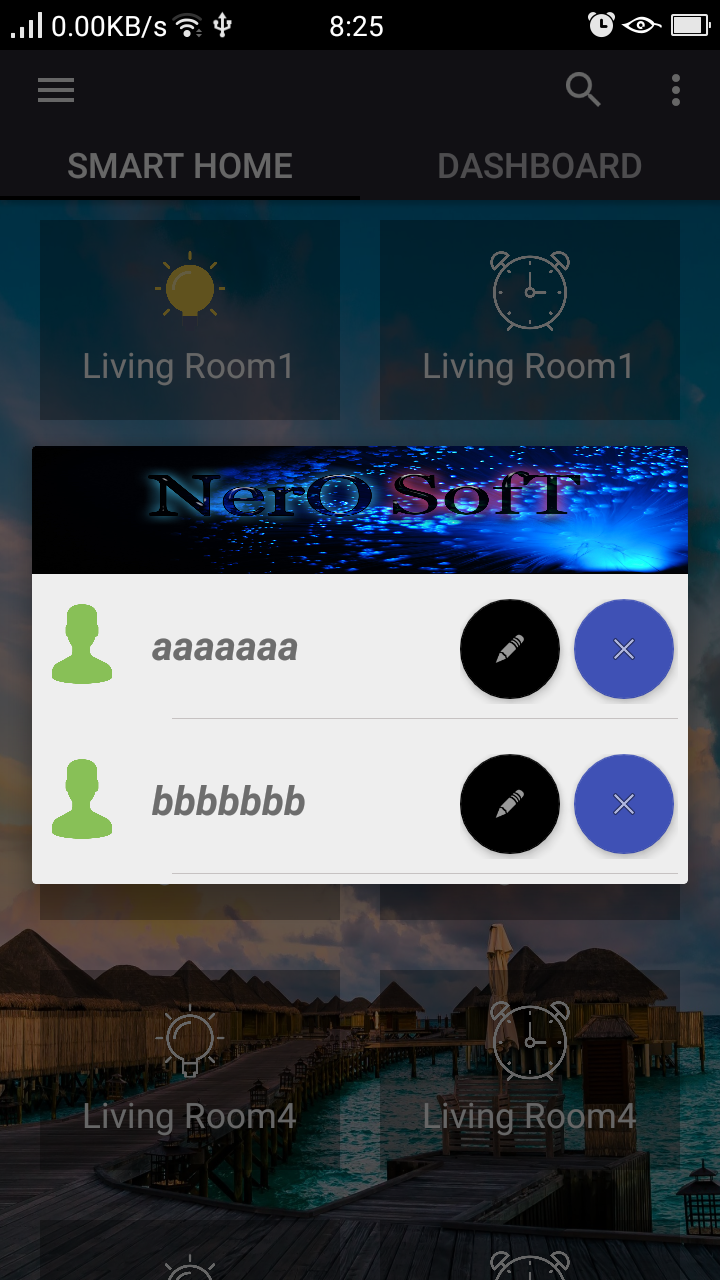 0.00KB/s 8:25
SMART HOME DASHBOARD
Living Room1 Living Room1
NerO SofT
aaaaaaa
bbbbbbb
Living Room4 Living Room4